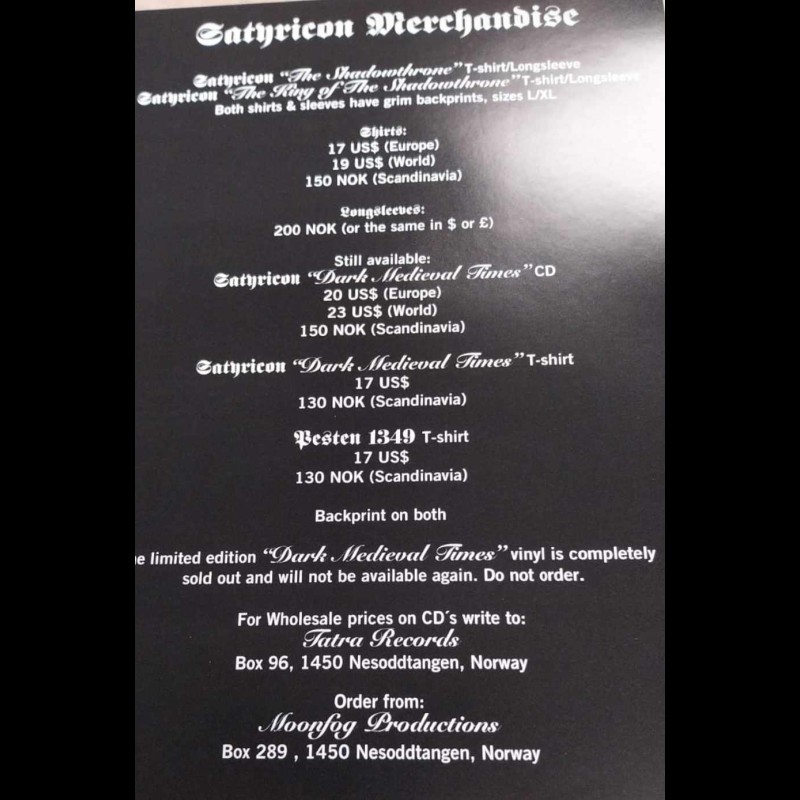 Satyricon Merchandise
Satyricon “The Shadowthrone” T-shirt/Longsleeve
Satyricon “The King of The Shadowthrone” T-shirt/Longsleeve
Both shirts & sleeves have grim backprints, sizes L/XL
Shirts:
17 US$ (Europe)
19 US$ (World)
150 NOK (Scandinavia)
Longsleeves:
200 NOK (or the same in $ or £)
Still available:
Satyricon “Dark Medieval Times” CD
20 US$ (Europe)
23 US$ (World)
150 NOK (Scandinavia)
Satyricon “Dark Medieval Times” T-shirt
17 US$
130 NOK (Scandinavia)
Pesten 1349 T-shirt
17 US$
130 NOK (Scandinavia)
Backprint on both
e limited edition “Dark Medieval Times” vinyl is completely
sold out and will not be available again. Do not order.
For Wholesale prices on CD´s write to:
Tatra Records
Box 96, 1450 Nesoddtangen, Norway
Order from:
Moonfog Productions
Box 289 , 1450 Nesoddtangen, Norway